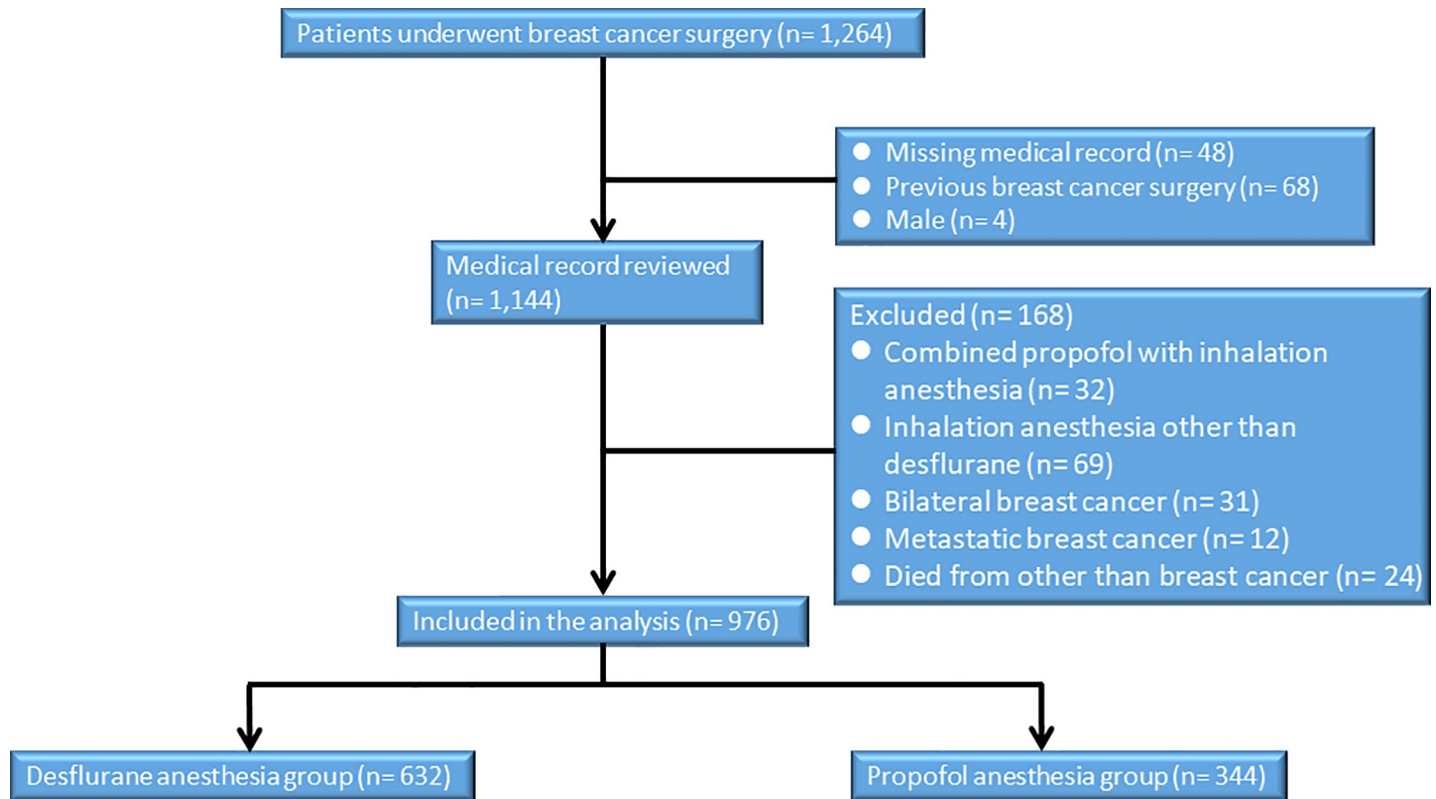 Patients underwent breast cancer surgery (n= 1,264)
● Missing medical record (n= 48)
● Previous breast cancer surgery (n= 68)
● Male (n= 4)
Medical record reviewed
(n= 1,144)
Excluded (n= 168)
● Combined propofol with inhalation
anesthesia (n= 32)
● Inhalation anesthesia other than
desflurane (n= 69)
● Bilateral breast cancer (n= 31)
● Metastatic breast cancer (n= 12)
● Died from other than breast cancer (n= 24)
Included in the analysis (n= 976)
Desflurane anesthesia group (n= 632)
Propofol anesthesia group (n= 344)